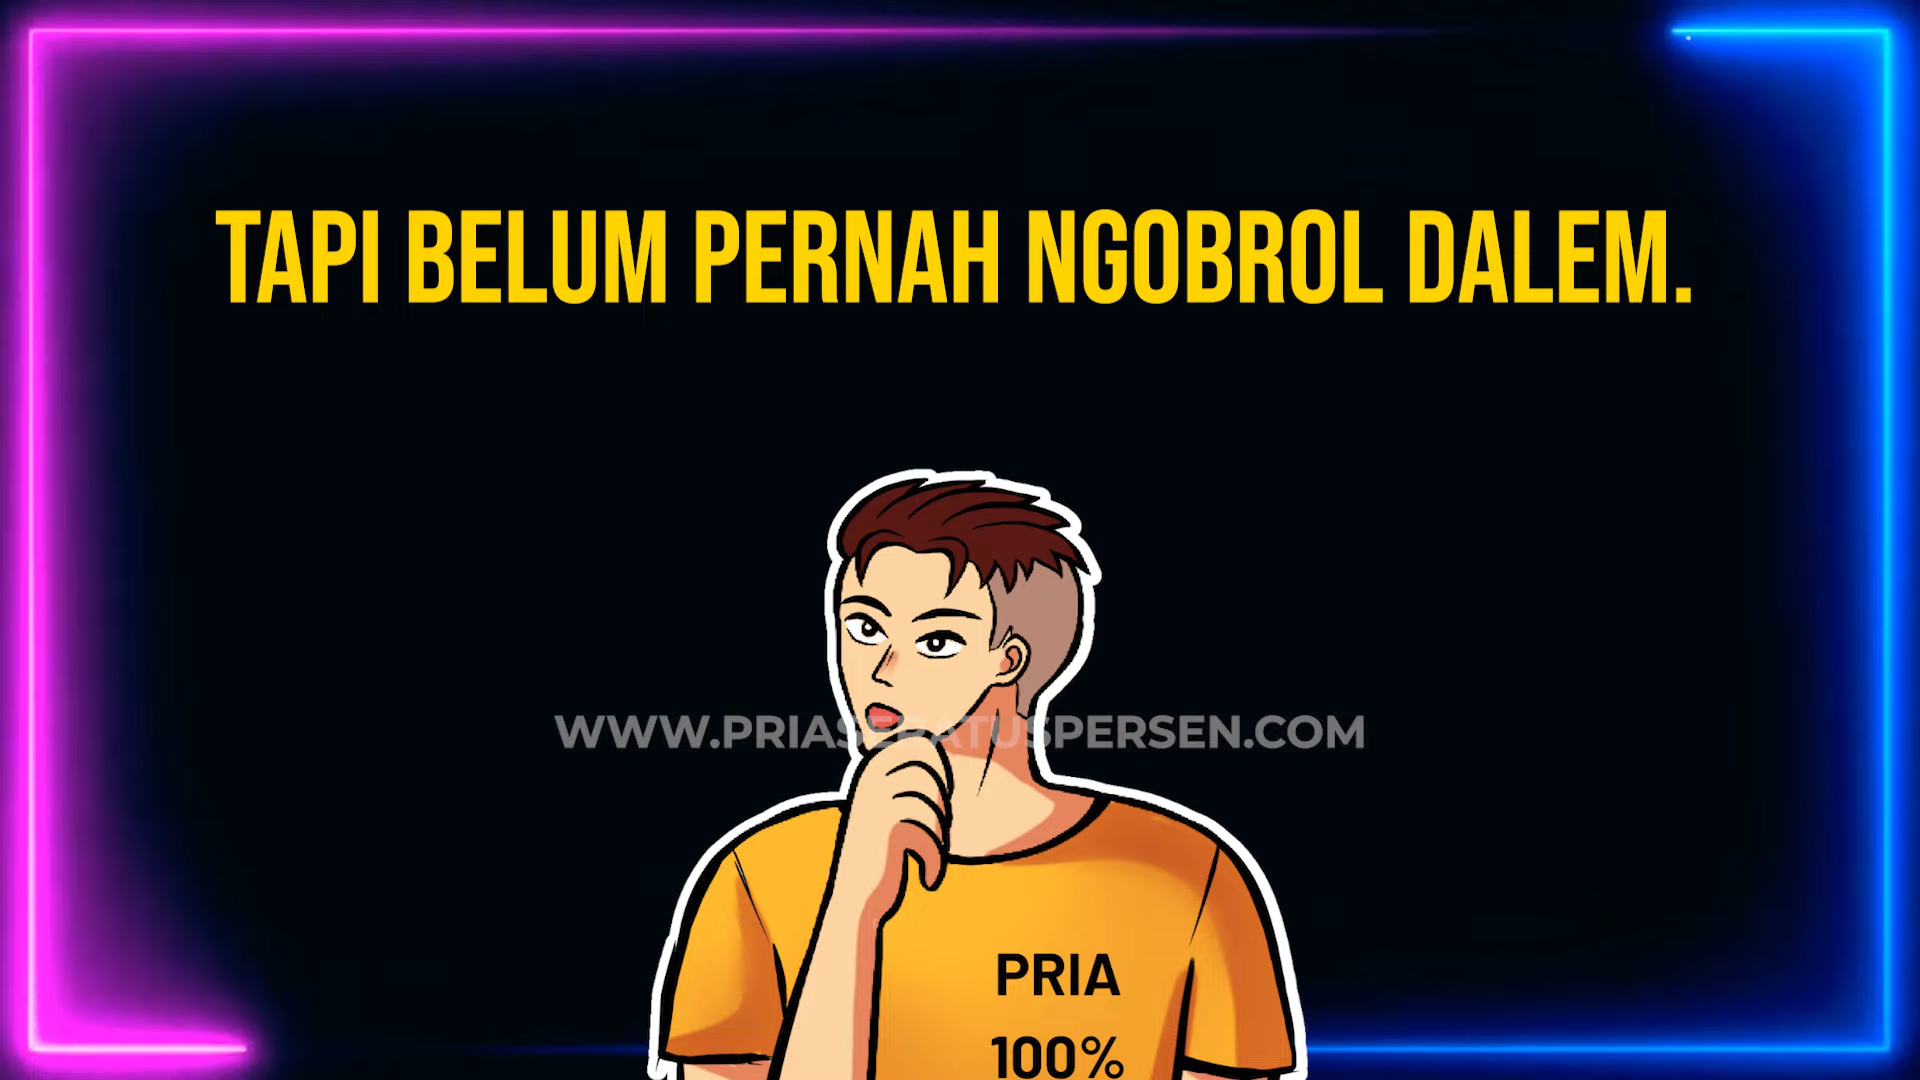 TAPI BELUM PERNAH NGOBROL DALEM.
WWW.PRIASERATUSPERSEN.COM
PRIA
100%